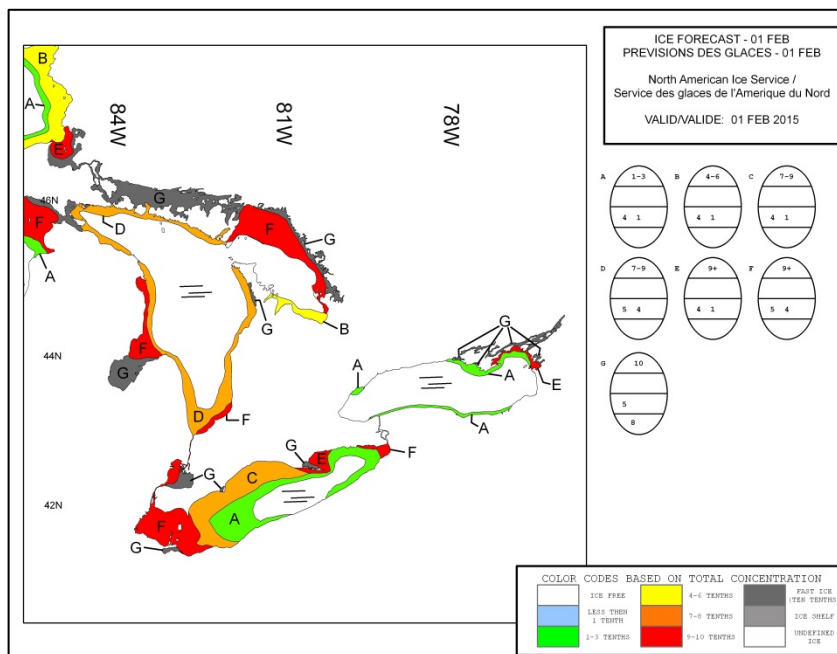 ICE FORECAST - 01 FEB
PREVISIONS DES GLACES - 01 FEB
North American Ice Service /
Service des glaces de l'Amerique du Nord
VALID/VALIDE: 01 FEB 2015
84W
81W
78W
B
A
E
G
46N
F
D
F
G
A
G
B
44N
F
G
G
A
A
E
D
F
A
G
G
E
F
C
42N
A
F
G
A 1-3
4 1
B 4-6
4 1
C 7-9
4 1
D 7-9
5 4
E 9+
4 1
F 9+
5 4
G 10
5
8
COLOR CODES BASED ON TOTAL CONCENTRATION
ICE FREE
4-6 TENTHS
FAST ICE
(TEN TENTHS)
LESS THEN
1 TENTH
7-8 TENTHS
ICE SHELF
1-3 TENTHS
9-10 TENTHS
UNDEFINED
ICE